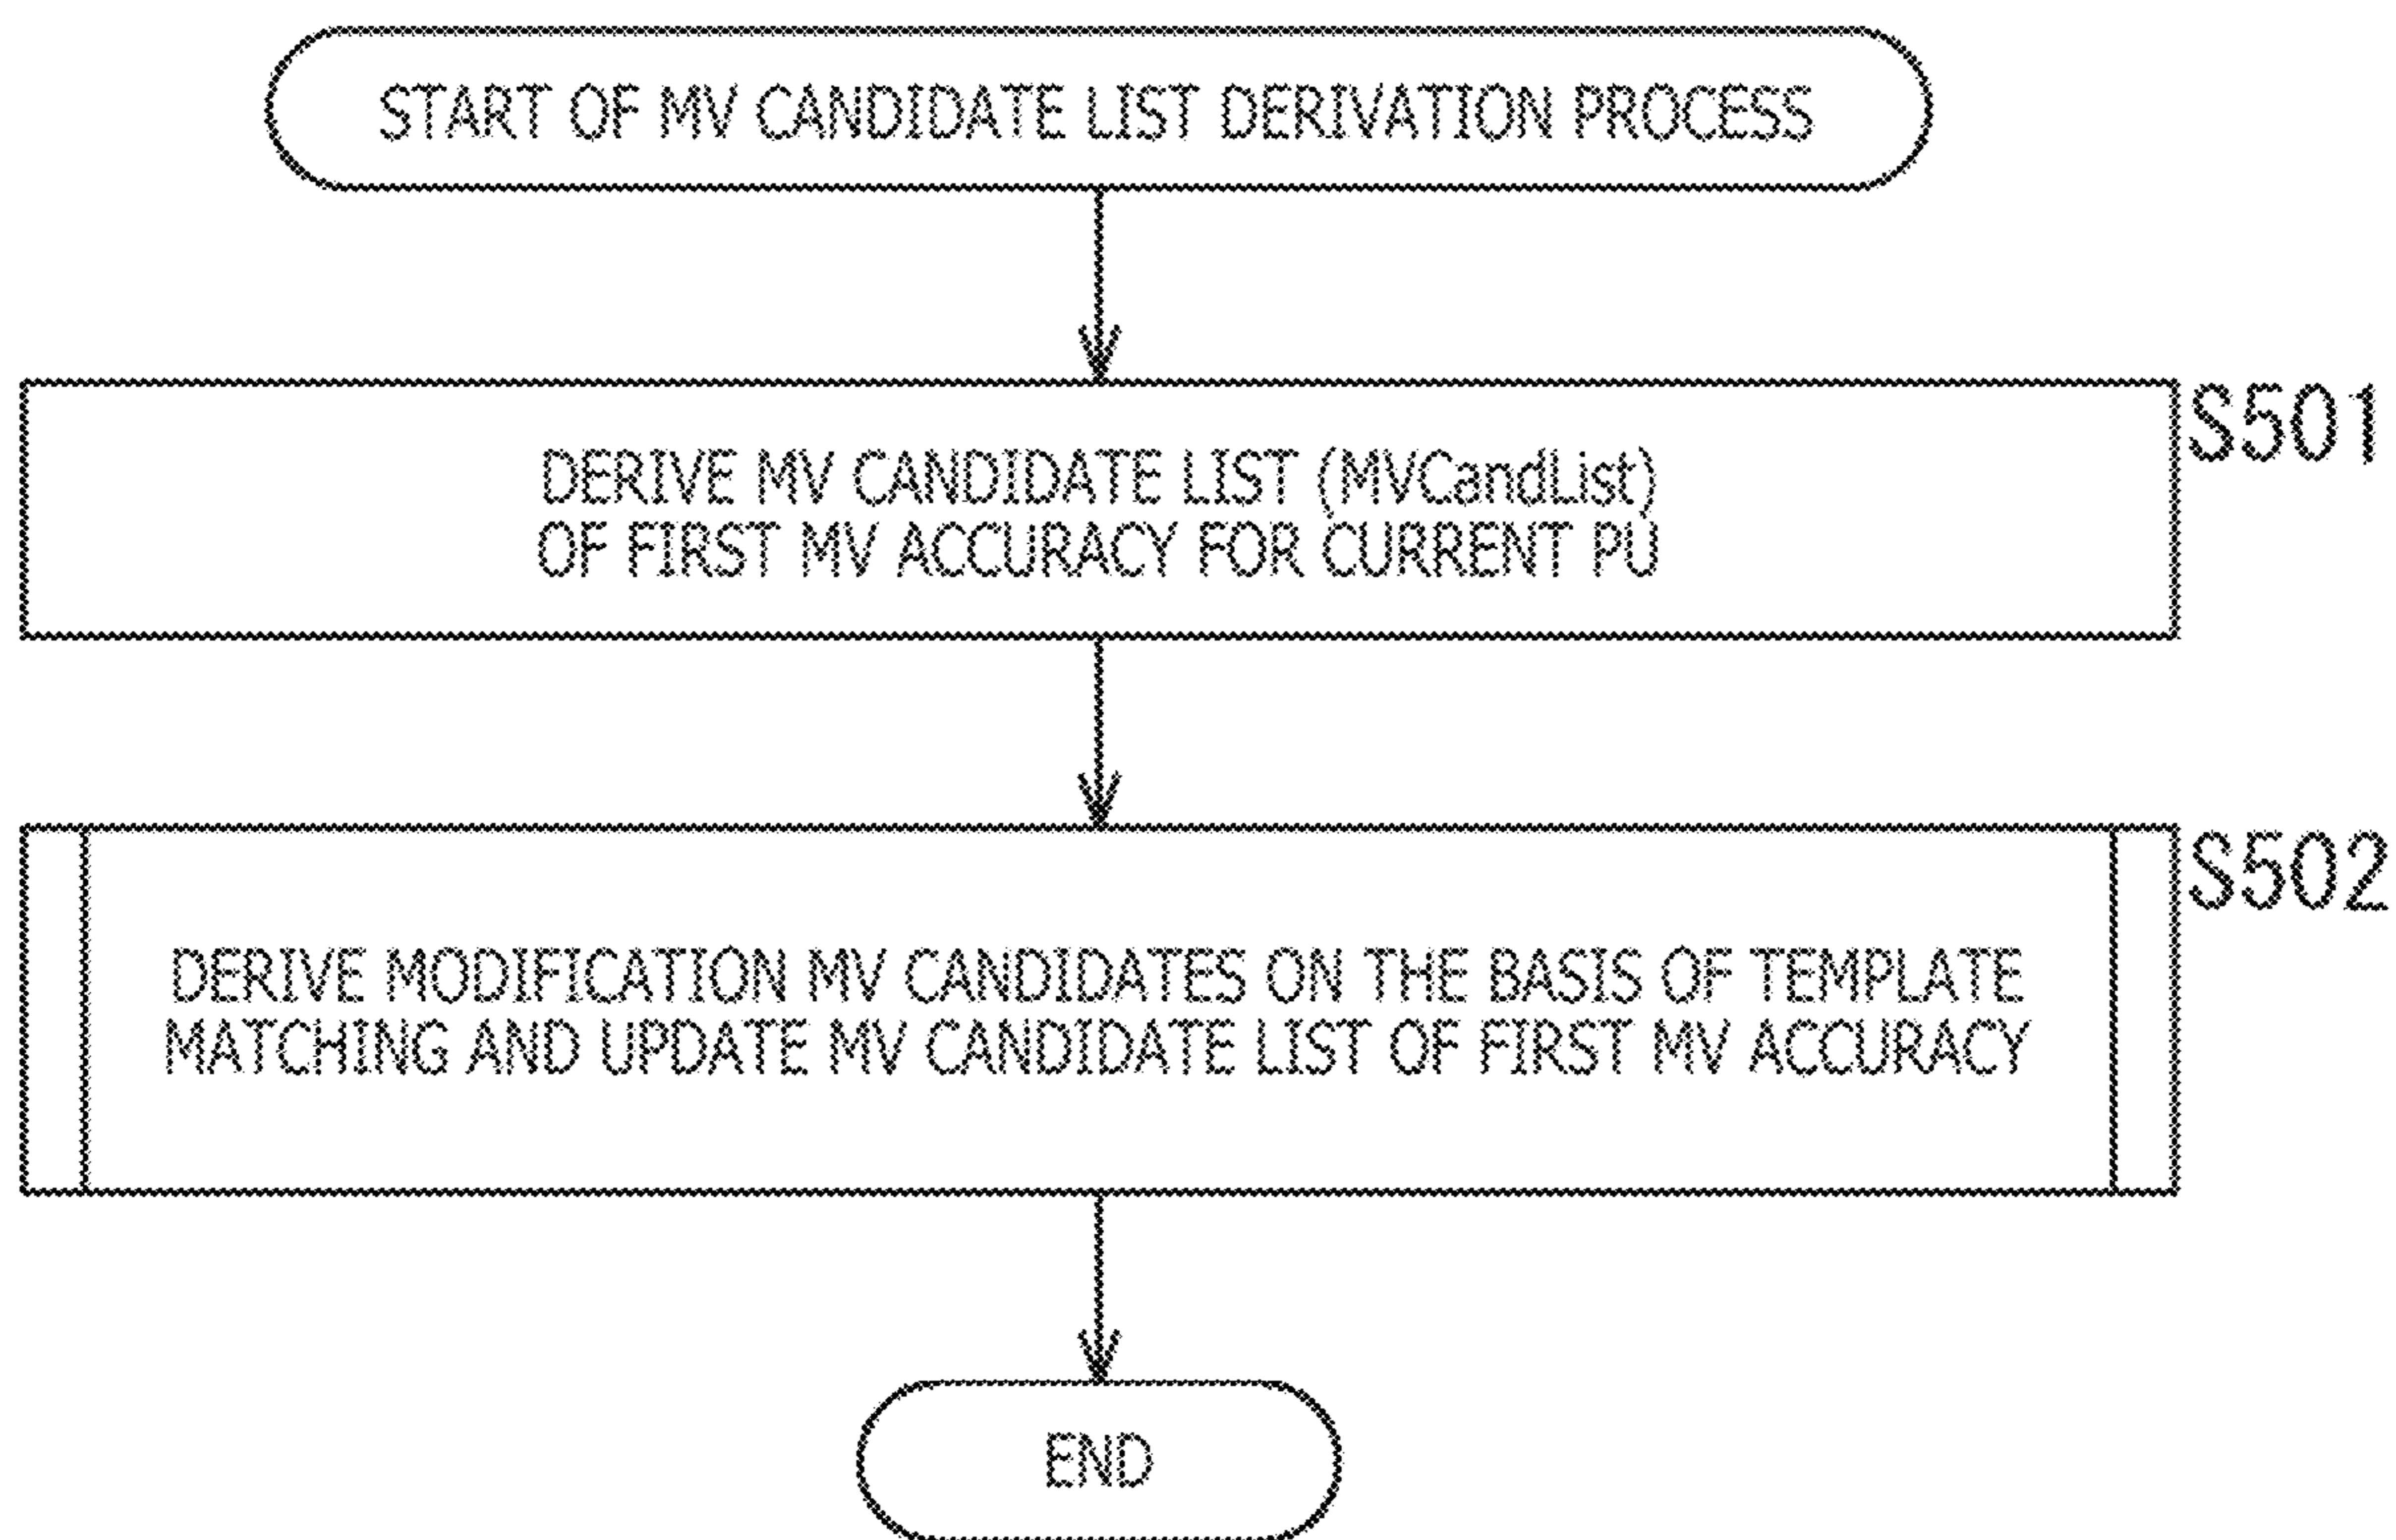 START OF MV CANDIDATE LIST DERIVATION PROCESS
S501
DERIVE MV CANDIDATE LIST (MVCandList)
OF FIRST MV ACCURACY FOR CURRENT PU
S502
DERIVE MODIFICATION MV CANDIDATES ON THE BASIS OF TEMPLATE
MATCHING AND UPDATE MV CANDIDATE LIST OF FIRST MV ACCURACY
END